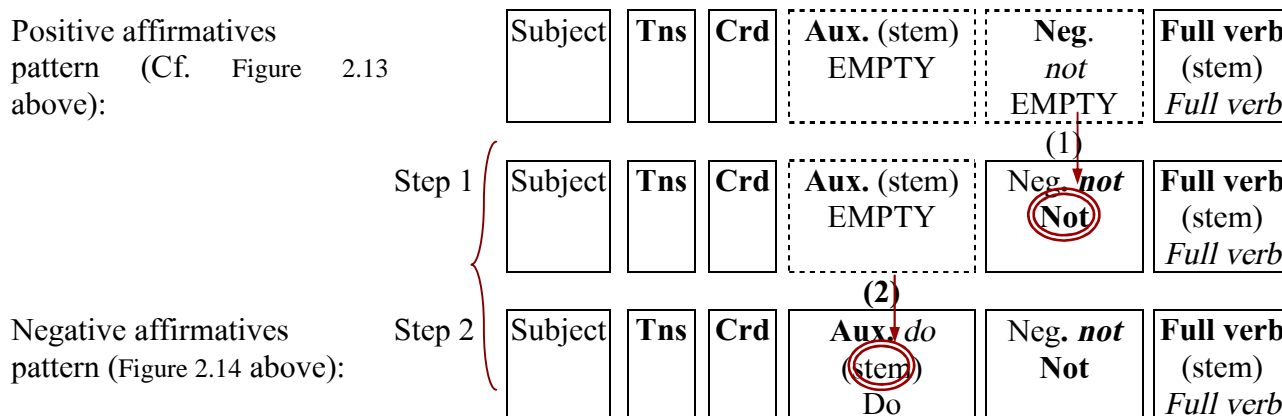 Positive affirmatives pattern (Cf. Figure 2.13 above):
Subject
Tns
Crd
Aux. (stem)
EMPTY
Neg.
not
EMPTY
Full verb
(stem)
Full verb
(1)
Step 1
Subject
Tns
Crd
Aux. (stem)
EMPTY
Neg. not
Not
Full verb
(stem)
Full verb
(2)
Negative affirmatives
pattern (Figure 2.14 above):
Step 2
Subject
Tns
Crd
Aux. do
(stem)
Do
Neg. not
Not
Full verb
(stem)
Full verb